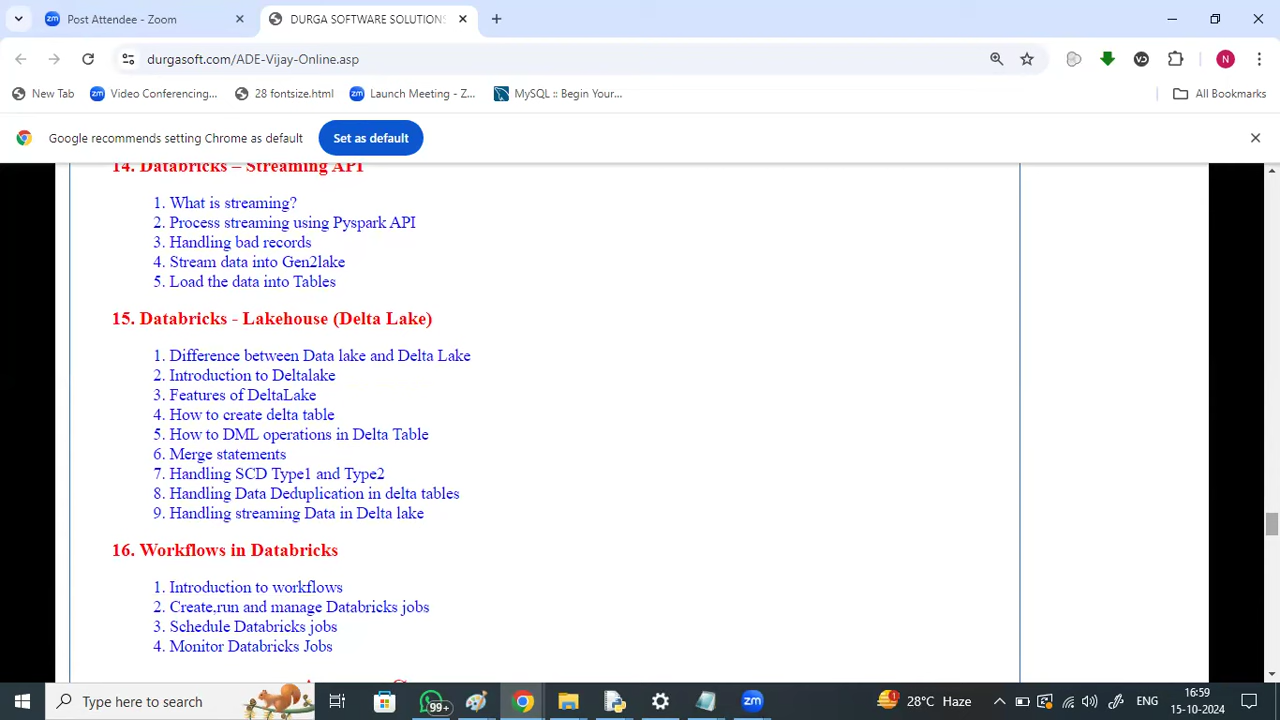 Post Attendee - Zoom
DURGA SOFTWARE SOLUTIONS
durgasoft.com/ADE-Vijay-Online.asp
N
New Tab
zm Video Conferencing...
28 fontsize.html
zm Launch Meeting - Z...
MySQL :: Begin Your...
All Bookmarks
Google recommends setting Chrome as default
Set as default
14. Databricks – Streaming API
1. What is streaming?
2. Process streaming using Pyspark API
3. Handling bad records
4. Stream data into Gen2lake
5. Load the data into Tables
15. Databricks - Lakehouse (Delta Lake)
1. Difference between Data lake and Delta Lake
2. Introduction to Deltalake
3. Features of DeltaLake
4. How to create delta table
5. How to DML operations in Delta Table
6. Merge statements
7. Handling SCD Type1 and Type2
8. Handling Data Deduplication in delta tables
9. Handling streaming Data in Delta lake
16. Workflows in Databricks
1. Introduction to workflows
2. Create,run and manage Databricks jobs
3. Schedule Databricks jobs
4. Monitor Databricks Jobs
Type here to search
99+
zm
1
28°C Haze
ENG
16:59
15-10-2024